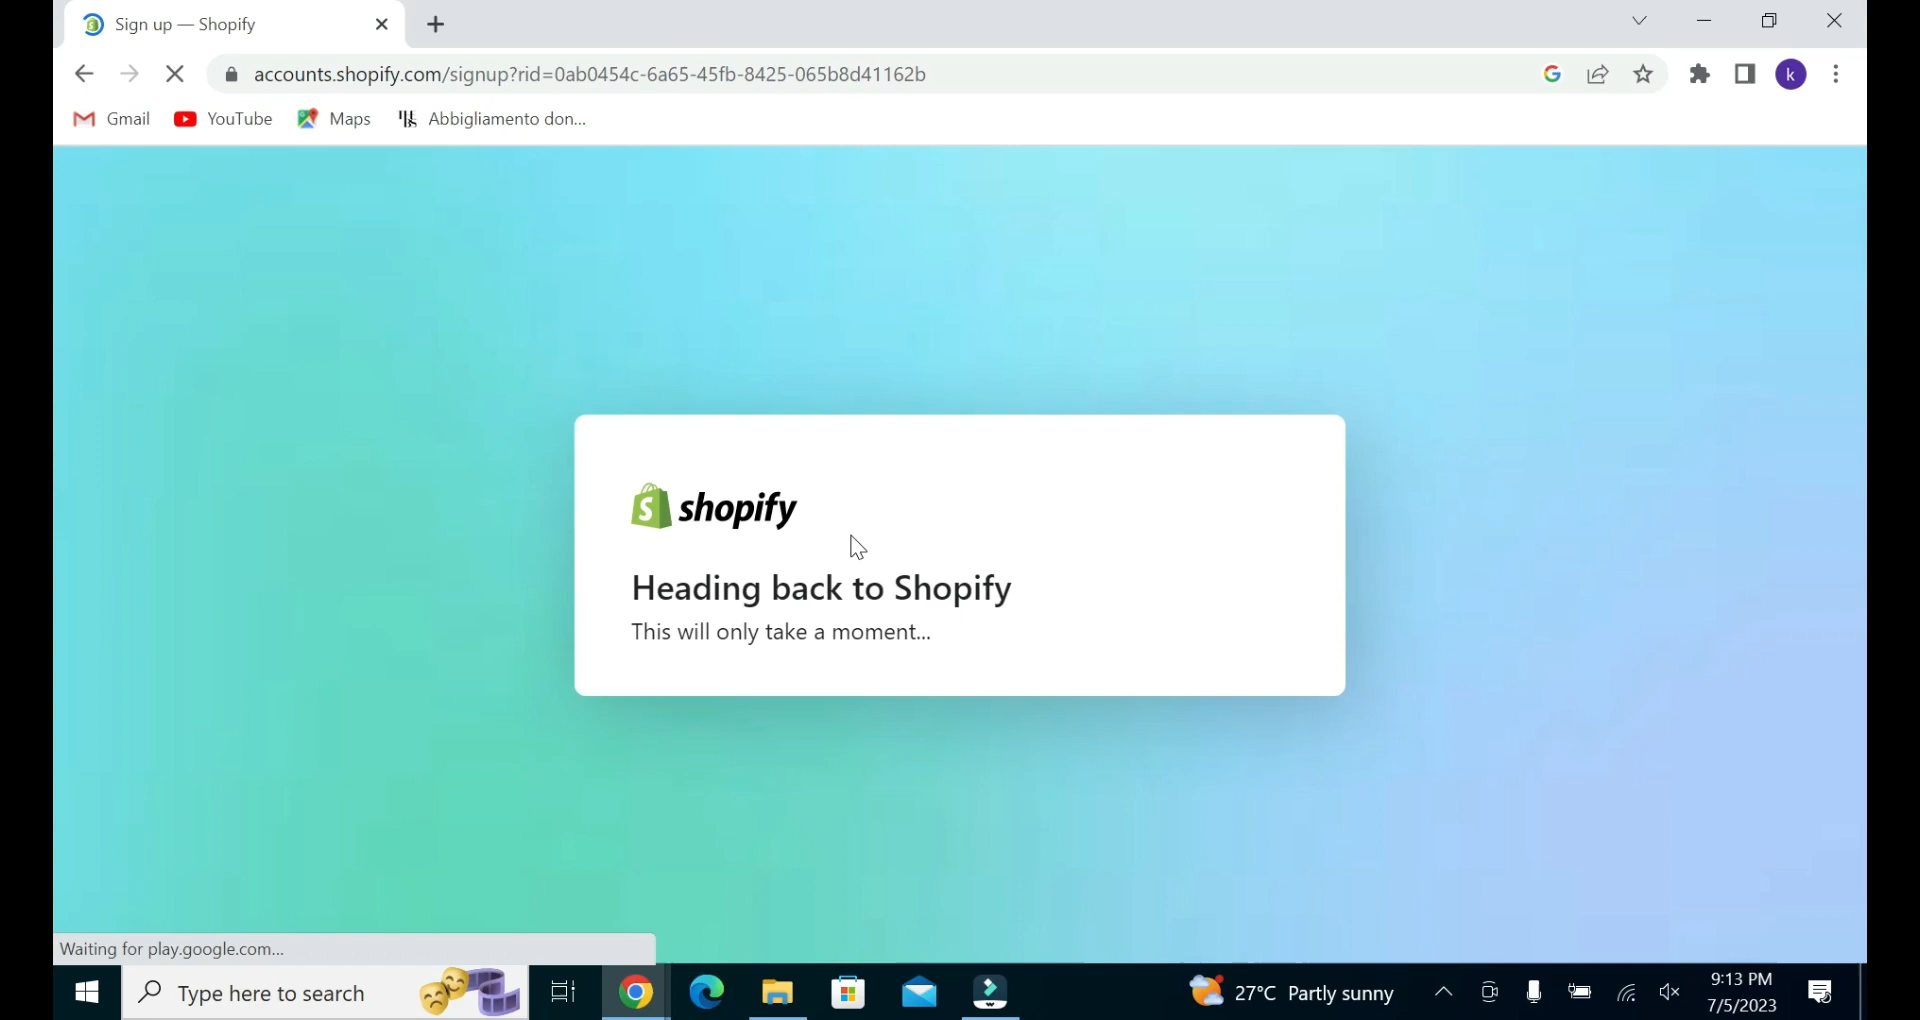 Sign up — Shopify
accounts.shopify.com/signup?rid=0ab0454c-6a65-45fb-8425-065b8d41162b
k
Gmail
YouTube
Maps
Abbigliamento don...
shopify
Heading back to Shopify
This will only take a moment...
Waiting for play.google.com...
Type here to search
27°C Partly sunny
9:13 PM
7/5/2023